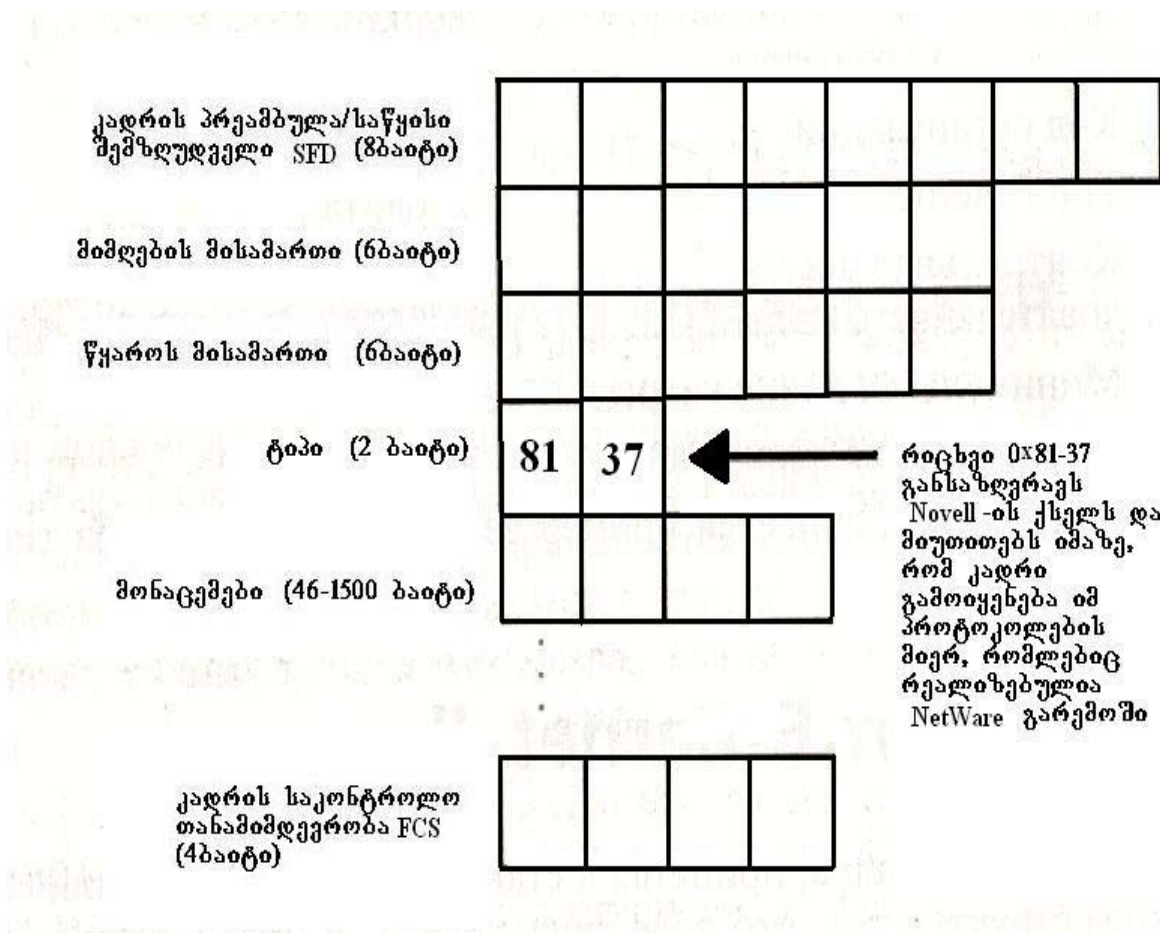 კადრის პრეამბულა/საწყისი
შემზღუდველი SFD (8ბაიტი)
მიმღების მისამართი (6ბაიტი)
წყაროს მისამართი (6ბაიტი)
ტიპი (2 ბაიტი)
81 37
რიცხვი 0x81-37
განსაზღვრავს
Novell -ის ქსელს და
მიუთითებს იმაზე,
რომ კადრი
გამოიყენება იმ
პროტოკოლების
მიერ, რომლებიც
რეალიზებულია
NetWare გარემოში
მონაცემები (46-1500 ბაიტი)
კადრის საკონტროლო
თანამიმდევრობა FCS
(4ბაიტი)